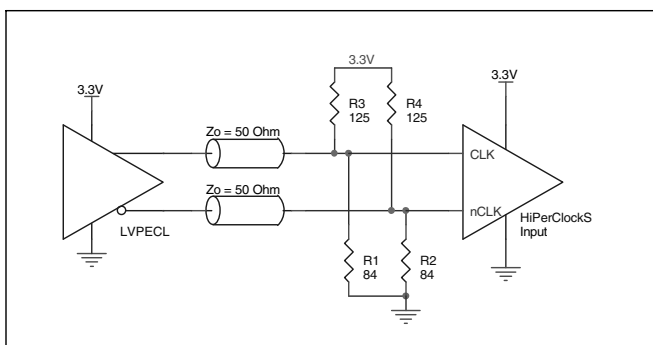 3.3V
3.3V
3.3V
R3
125
R4
125
Zo = 50 Ohm
CLK
Zo = 50 Ohm
nCLK
HiPerClockS
Input
LVPECL
R1
84
R2
84